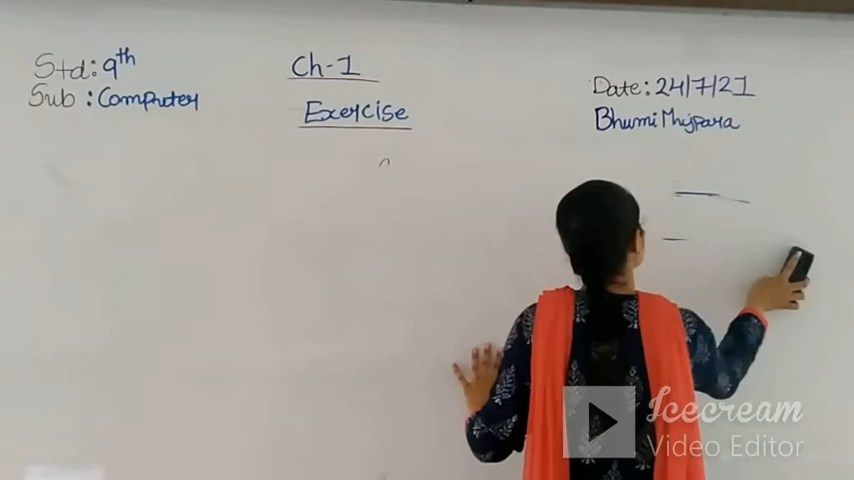 Std: 9th
Sub: Computer
Ch-1
Exercise
Date: 24/7/21
Bhumi Mujpara
Icecream
Video Editor